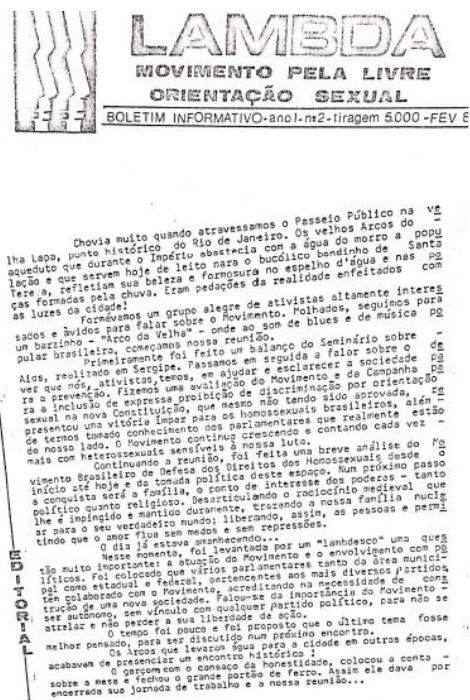 LAMBDA
MOVIMENTO PELA LIVRE
ORIENTAÇÃO SEXUAL
BOLETIM INFORMATIVO-ano I-nº2-tiragem 5.000-FEV 8
Chovia muito quando atravessamos o Passeio Público na ve
lha Lapa, punto histórico do Rio de Janeiro. Os velhos Arcos do -
aqueduto que durante o Império abastecia com a água do morro a popu
lação e que servem hoje de leito para o bucólico bondinho de Santa
Tere a, refletiam sua beleza e formosura no espelho d'água e nas po
ças formadas pela chuva. Eram pedações da realidade enfeitados com
as luzes da cidade!
Formávamos um grupo alegre de ativistas altamente interes
sados e ávidos para falar sobre o Movimento. Molhados, seguimos para
um barzinho - "Arco da Velha" - onde ao som de blues e de música po
pular brasileira, começamos nossa reunião.
Primeiramente foi feito um balanço do Seminário sobre -
Aids, realizado em Sergipe. Passamos em seguida a falar sobre o de
ver que nós, ativistas, temos, em ajudar e esclarecer a sociedade pa
ra a prevenção. Fizemos uma avaliação do Movimento e da Campanha pa
ra a inclusão de expressa proibição de discriminação por orientação
sexual na nova Constituição, que mesmo não tendo sido aprovada, re
presentou uma vitória ímpar para os homossexuais brasileiros, além -
de termos tomado conhecimento dos parlamentares que realmente estão
do nosso lado. O Movimento continua crescendo e contando cada vez -
mais com heterossexuais sensíveis à nossa luta.
Continuando a reunião, foi feita uma breve análise do Mo
vimento Brasileiro de Defesa dos Direitos dos Homossexuais desde o
início até hoje e da tomada política deste espaço. Num próximo passo
a conquista será a família, o ponto de interesse dos poderes - tanto
político quanto religioso. Desarticulando o raciocínio medieval que
lhe é impingido e mantido duramente, trazendo a nossa família nucle
ar para o seu verdadeiro mundo; liberando, assim, as pessoas e permi
tindo que o amor flua sem medos e sem repressões.
O dia já estava amanhecendo...
Nesse momento, foi levantada por um "lambdesco" uma ques
tão muito importante: a atuação do Movimento e o envolvimento com po
líticos. Foi colocado que vários parlamentares tanto da área munici-
pal como estadual e federal, pertencentes aos mais diversos Partidos,
têm colaborado com o Movimento, acreditando na necessidade de cons
trução de uma nova sociedade. Falou-se da importância do Movimento -
ser autônomo, sem vínculo com qualquer partido político, para não se
atrelar e não perder a sua liberdade de ação.
O tempo foi pouco e foi proposto que o último tema fosse
melhor pensado, para ser discutido num próximo encontro.
Os Arcos que levaram água para a cidade em outras épocas,
acabavam de presenciar um encontro histórico!
O garçom com o cansaço da honestidade, colocou a conta -
sobre a mesa e fechou o grande portão de ferro. Assim ele dava por
encerrada sua jornada de trabalho e a nossa reunião...
EDITORIAL